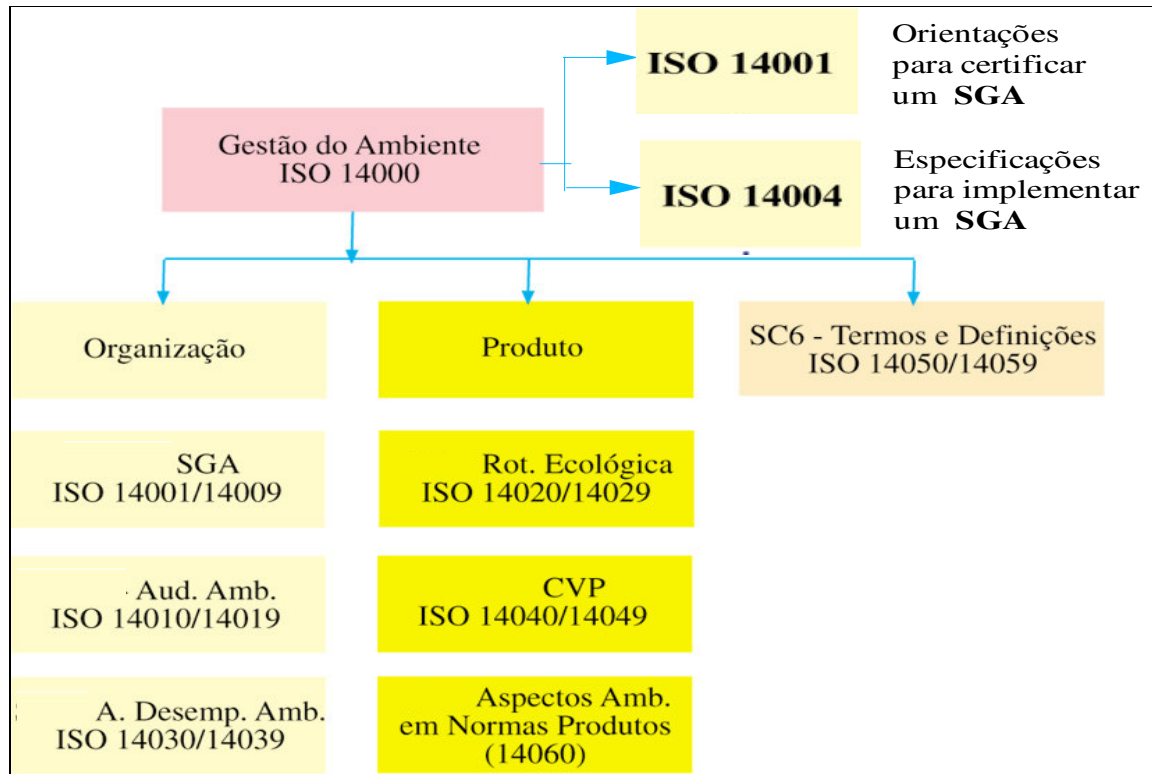 Gestão do Ambiente
ISO 14000
ISO 14001
Orientações
para certificar
um SGA
ISO 14004
Especificações
para implementar
um SGA
Organização
Produto
SC6 - Termos e Definições
ISO 14050/14059
SGA
ISO 14001/14009
Rot. Ecológica
ISO 14020/14029
Aud. Amb.
ISO 14010/14019
CVP
ISO 14040/14049
A. Desemp. Amb.
ISO 14030/14039
Aspectos Amb.
em Normas Produtos
(14060)